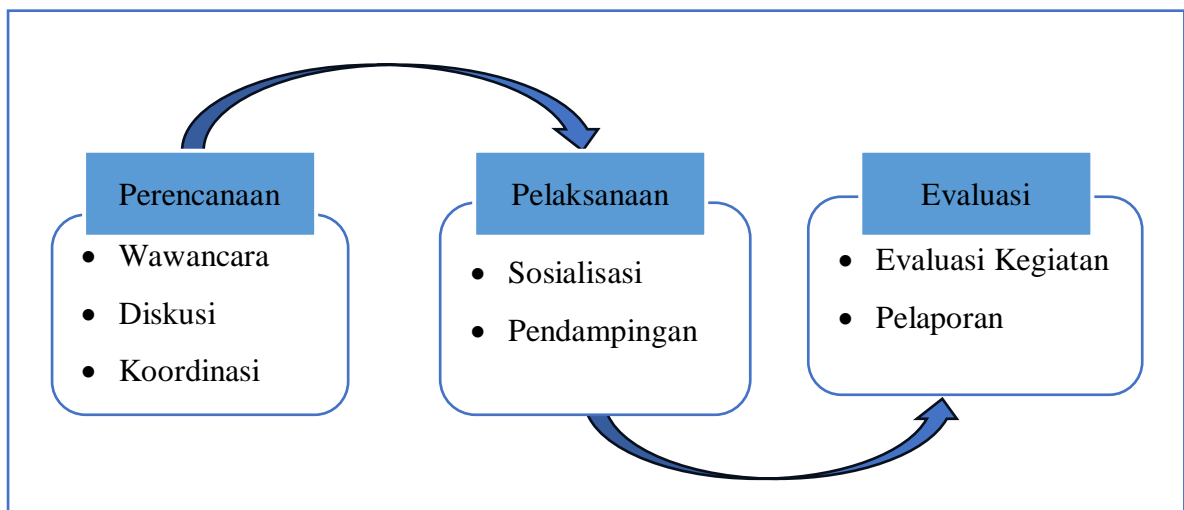 Perencanaan
• Wawancara
• Diskusi
• Koordinasi
Pelaksanaan
• Sosialisasi
• Pendampingan
Evaluasi
• Evaluasi Kegiatan
• Pelaporan